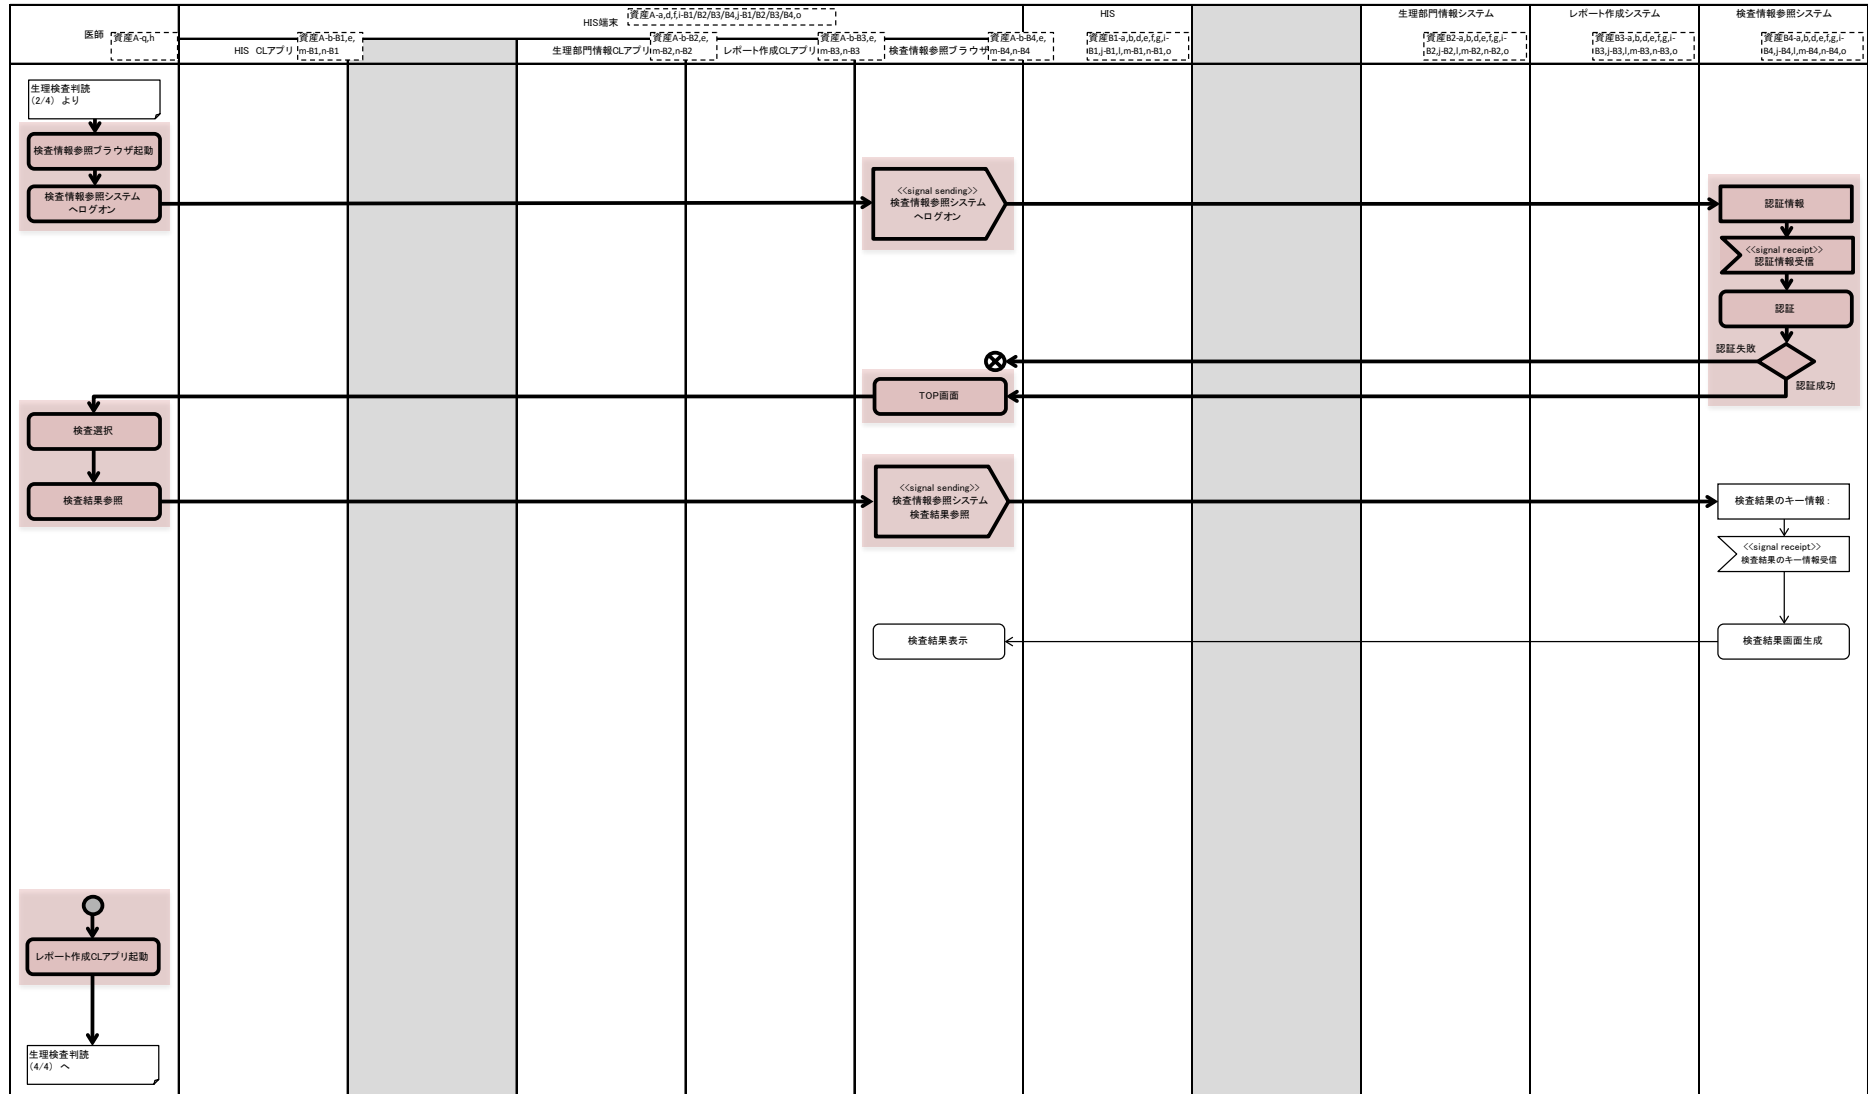 医師
資産A-q,h
HIS端末
資産A-a,d,f,i-B1/B2/B3/B4,j-B1/B2/B3/B4,o
HIS CLアプリ
資産A-b-B1,e,
m-B1,n-B1
生理部門情報CLアプリ
資産A-b-B2,e,
m-B2,n-B2
レポート作成CLアプリ
資産A-b-B3,e,
m-B3,n-B3
検査情報参照ブラウザ
資産A-b-B4,e,
m-B4,n-B4
HIS
資産B1-a,b,d,e,f,g,i-
B1,j-B1,l,m-B1,n-B1,o
生理部門情報システム
資産B2-a,b,d,e,f,g,i-
B2,j-B2,l,m-B2,n-B2,o
レポート作成システム
資産B3-a,b,d,e,f,g,i-
B3,j-B3,l,m-B3,n-B3,o
検査情報参照システム
資産B4-a,b,d,e,f,g,i-
B4,j-B4,l,m-B4,n-B4,o
生理検査判読
(2/4) より
検査情報参照ブラウザ起動
検査情報参照システム
へログオン
<<signal sending>>
検査情報参照システム
へログオン
認証情報
<<signal receipt>>
認証情報受信
認証
認証失敗
認証成功
TOP画面
検査選択
検査結果参照
<<signal sending>>
検査情報参照システム
検査結果参照
検査結果のキー情報:
<<signal receipt>>
検査結果のキー情報受信
検査結果画面生成
検査結果表示
レポート作成CLアプリ起動
生理検査判読
(4/4) へ